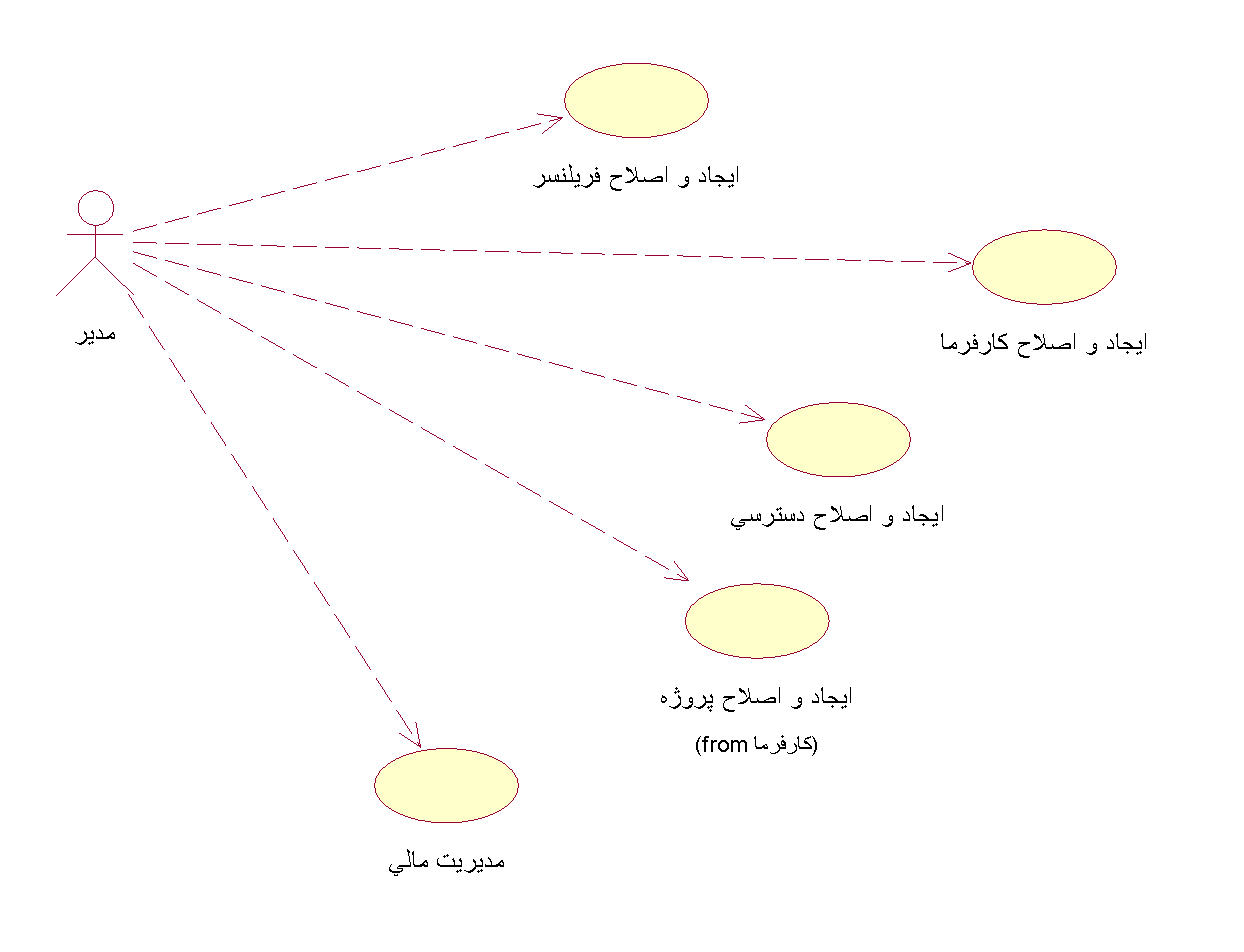 ايجاد و اصلاح فريلنسر
مدير
ايجاد و اصلاح كارفرما
ايجاد و اصلاح دسترسي
ايجاد و اصلاح پروژه
(from كارفرما)
مديريت مالي